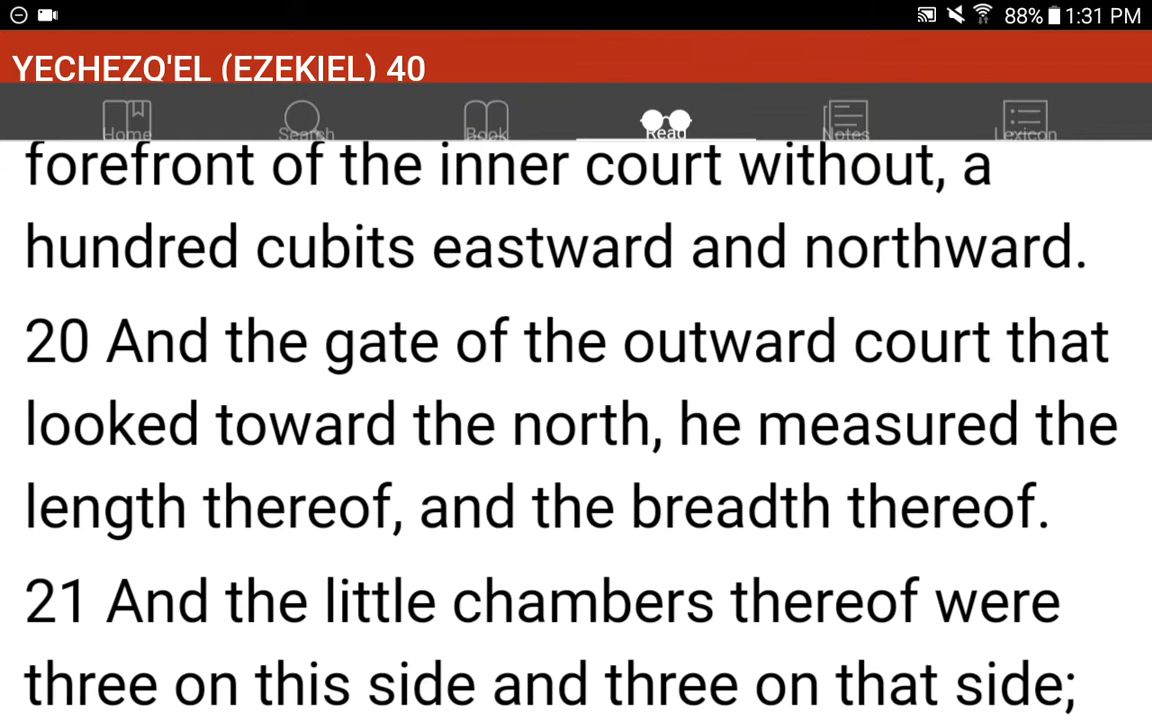 88% 1:31 PM
YECHEZQ'EL (EZEKIEL) 40
Home Search Book Read Notes Lexicon
forefront of the inner court without, a
hundred cubits eastward and northward.
20 And the gate of the outward court that
looked toward the north, he measured the
length thereof, and the breadth thereof.
21 And the little chambers thereof were
three on this side and three on that side;